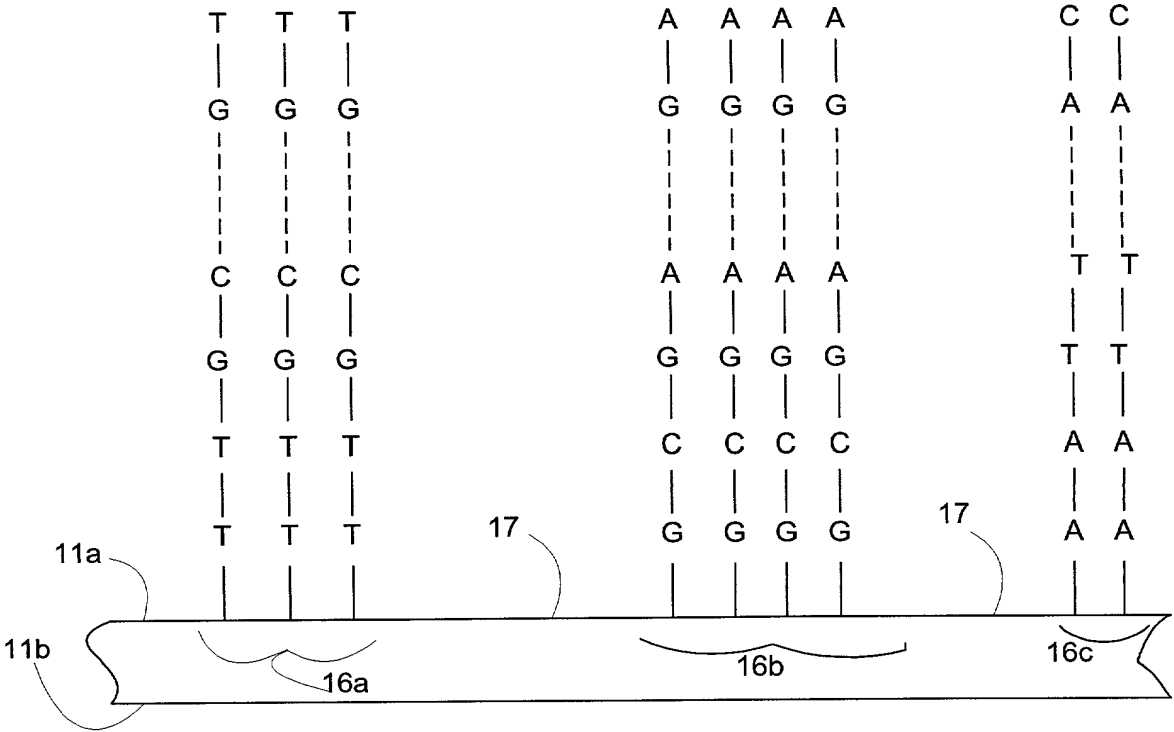 T T T A A A A C C
G G G G G G G A A
C C C A A A A T T
G G G G G G G T T
T T T C C C C A A
T T T G G G G A A
17 17
11a
11b
16a 16b 16c